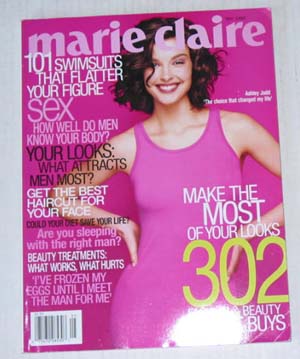 marie claire
101 SWIMSUITS
THAT FLATTER
YOUR FIGURE
sex
HOW WELL DO MEN
KNOW YOUR BODY?
YOUR LOOKS:
WHAT ATTRACTS
MEN MOST?
GET THE BEST
HAIRCUT FOR
YOUR FACE
COULD YOUR DIET SAVE YOUR LIFE?
Are you sleeping
with the right man?
BEAUTY TREATMENTS:
WHAT WORKS, WHAT HURTS
'I'VE FROZEN MY
EGGS UNTIL I MEET
THE MAN FOR ME'
Ashley Judd
'The choice that changed my life'
MAKE THE
MOST
OF YOUR LOOKS
302
& BEAUTY
BUYS